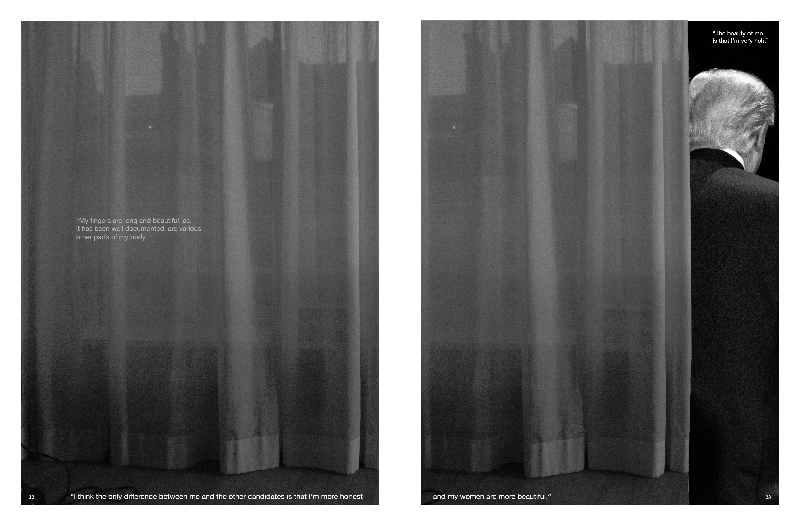 "My fingers are long and beautiful, as,
it has been well documented, are various
other parts of my body."
"I think the only difference between me and the other candidates is that I'm more honest
"The beauty of me
is that I'm very rich."
and my women are more beautiful."